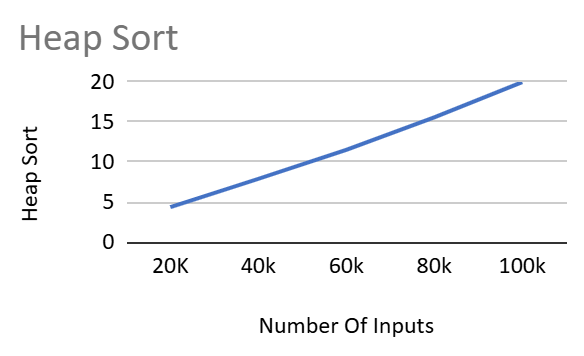 Heap Sort
20
15
10
5
0
Heap Sort
20K 40k 60k 80k 100k
Number Of Inputs